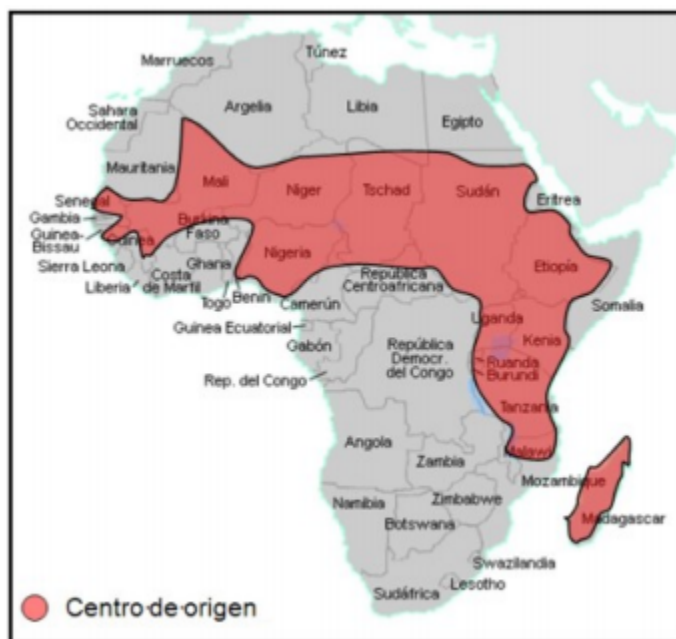 Túnez
Marruecos
Argelia
Libia
Egipto
Sahara
Occidental
Mauritania
Mali
Niger
Tschad
Sudán
Eritrea
Senegal
Gambia
Guinea-
Bissau
Guinea
Burkina
Faso
Nigeria
Etiopía
Sierra Leona
Liberia
Costa
de Marfil
Ghana
Togo
Benin
Camerún
República
Centroafricana
Somalia
Guinea Ecuatorial
Gabón
Rep. del Congo
República
Democr.
del Congo
Uganda
Kenia
Ruanda
Burundi
Tanzania
Angola
Zambia
Malawi
Mozambique
Madagascar
Namibia
Zimbabwe
Botswana
Swazilandia
Lesotho
Sudáfrica
Centro·de·origen